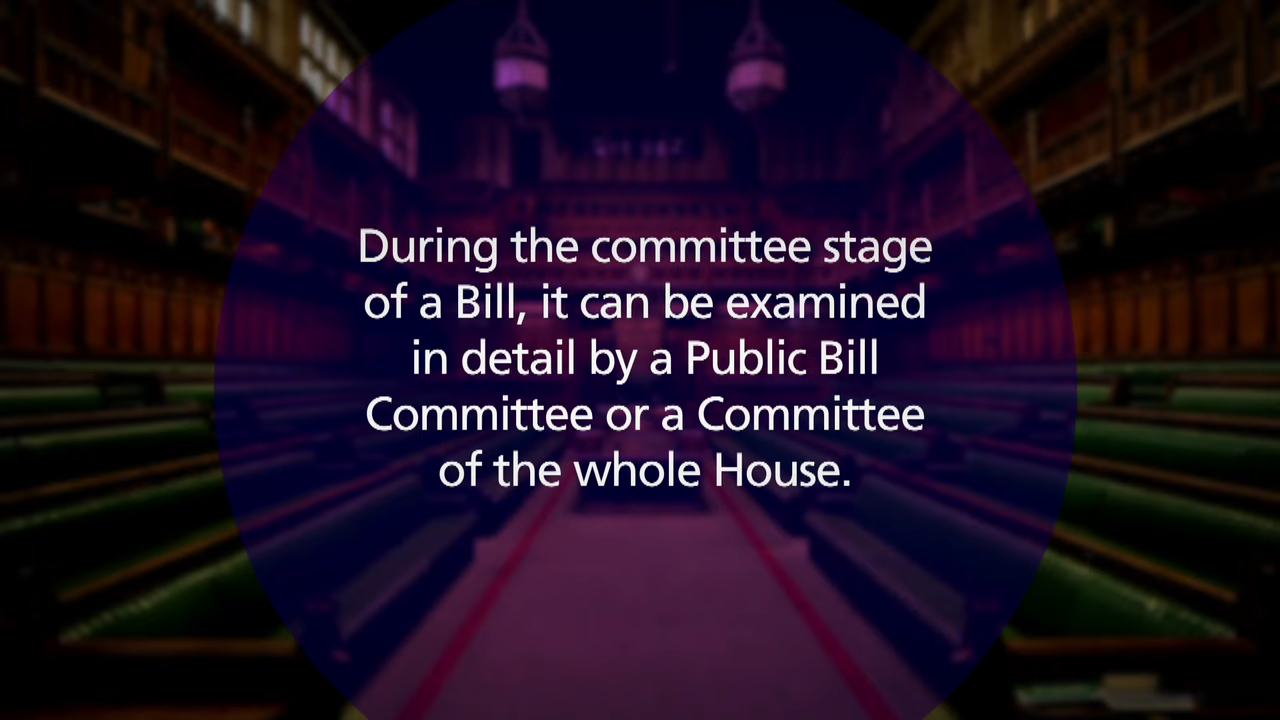 During the committee stage
of a Bill, it can be examined
in detail by a Public Bill
Committee or a Committee
of the whole House.